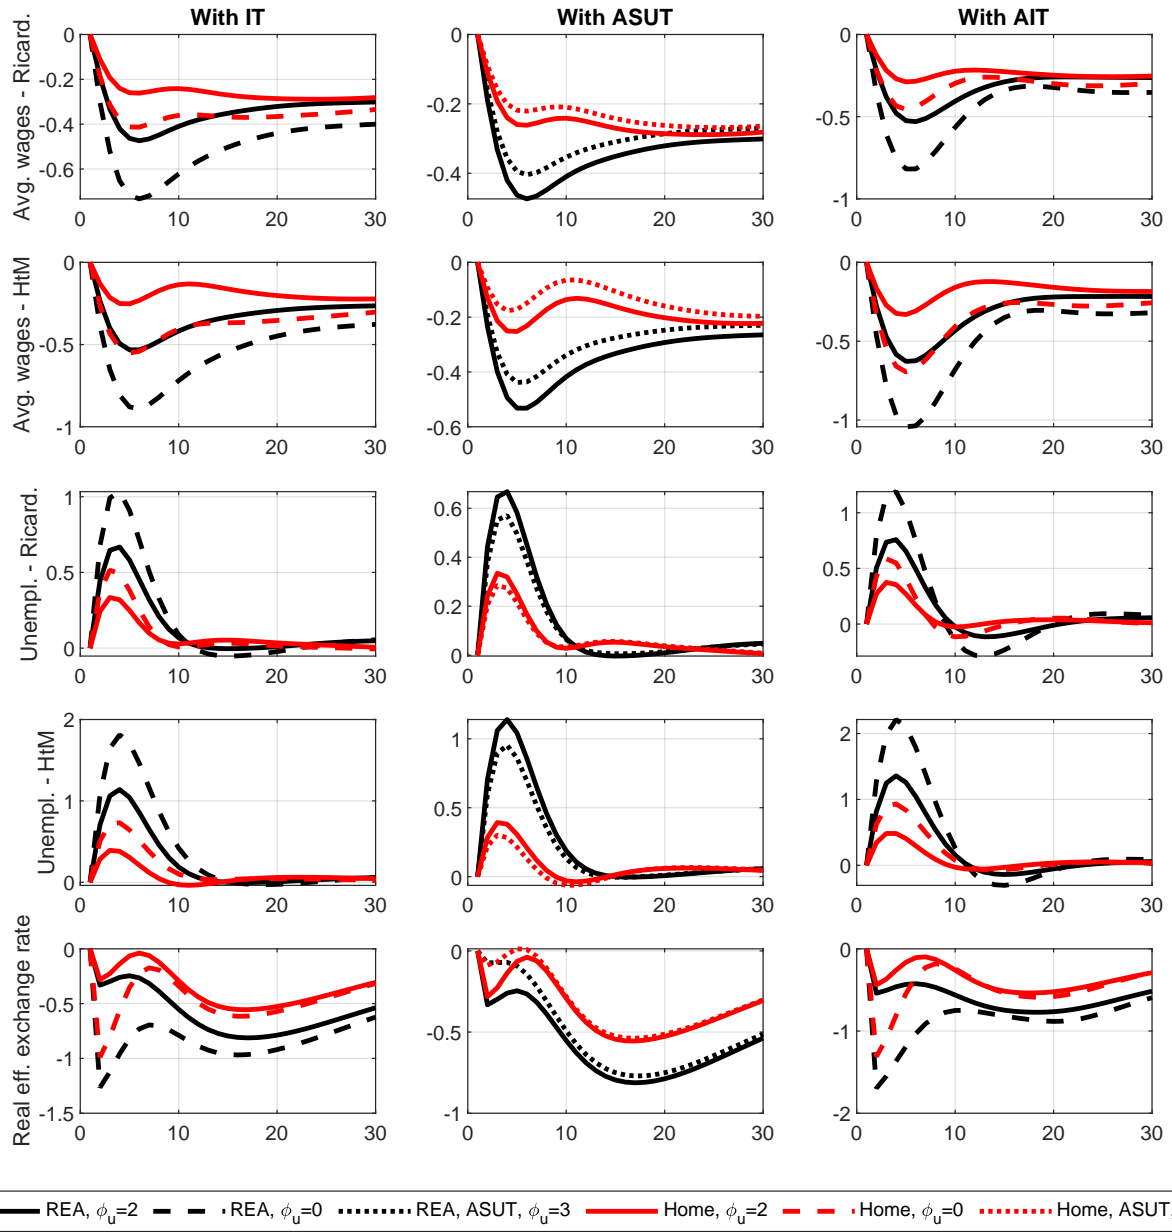 With IT
With ASUT
With AIT
Avg. wages - Ricard.
0
-0.2
-0.4
-0.6
0 10 20 30
0
-0.2
-0.4
0 10 20 30
0
-0.5
-1
0 10 20 30
Avg. wages - HtM
0
-0.5
-1
0 10 20 30
0
-0.2
-0.4
-0.6
0 10 20 30
0
-0.5
-1
0 10 20 30
Unempl. - Ricard.
1
0.5
0
0 10 20 30
0.6
0.4
0.2
0
0 10 20 30
1
0.5
0
0 10 20 30
Unempl. - HtM
2
1
0
0 10 20 30
1
0.5
0
0 10 20 30
2
1
0
0 10 20 30
Real eff. exchange rate
0
-0.5
-1
-1.5
0 10 20 30
0
-0.5
-1
0 10 20 30
0
-1
-2
0 10 20 30
REA, ϕu=2 REA, ϕu=0 REA, ASUT, ϕu=3 Home, ϕu=2 Home, ϕu=0 Home, ASUT,